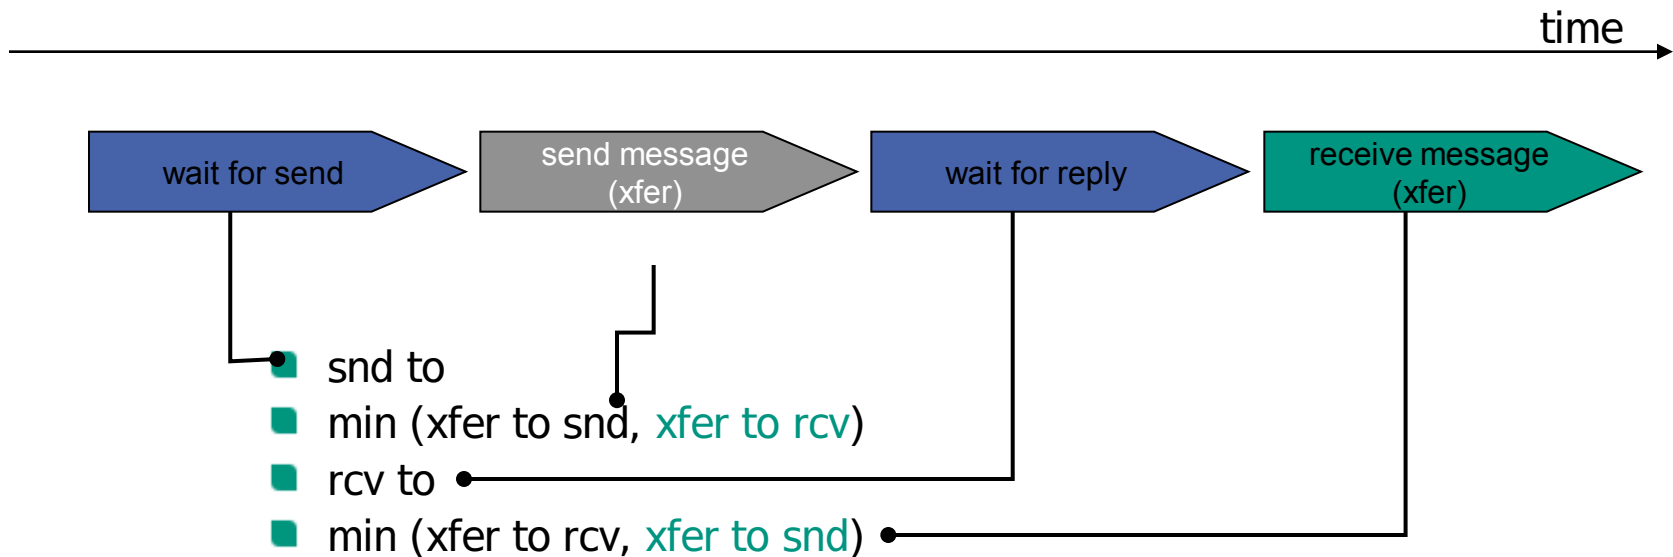 time
wait for send
send message
(xfer)
wait for reply
receive message
(xfer)
snd to
min (xfer to snd, xfer to rcv)
rcv to
min (xfer to rcv, xfer to snd)